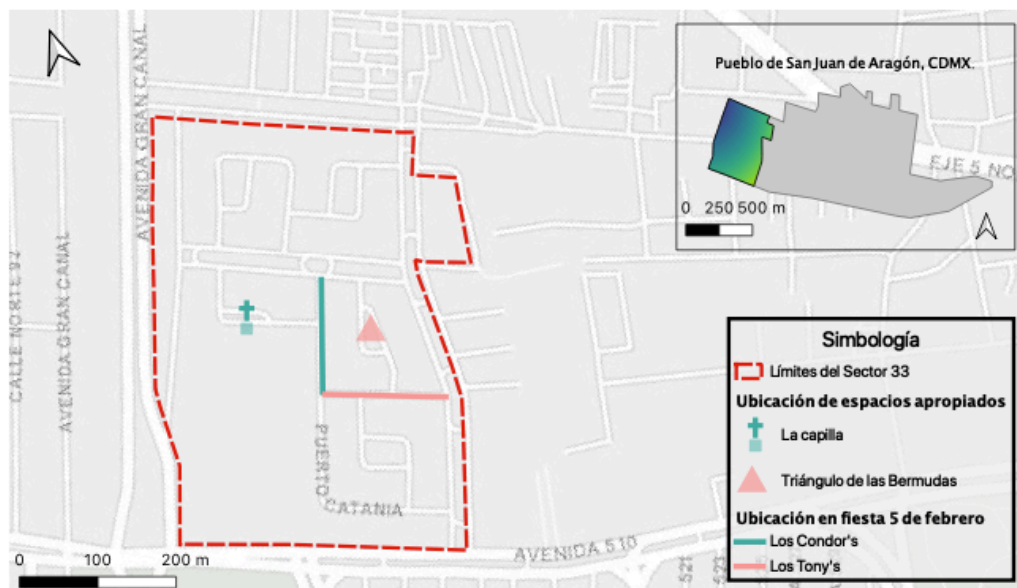 AVENIDA GRAN CANAL
CALLE NORTE 92
AVENIDA GRAN CANAL
PUERTO
CATANIA
AVENIDA 510
521
523
0 100 200 m
Pueblo de San Juan de Aragón, CDMX.
EJE 5 NO
0 250 500 m
Simbología
Límites del Sector 33
Ubicación de espacios apropiados
La capilla
Triángulo de las Bermudas
Ubicación en fiesta 5 de febrero
Los Condor's
Los Tony's